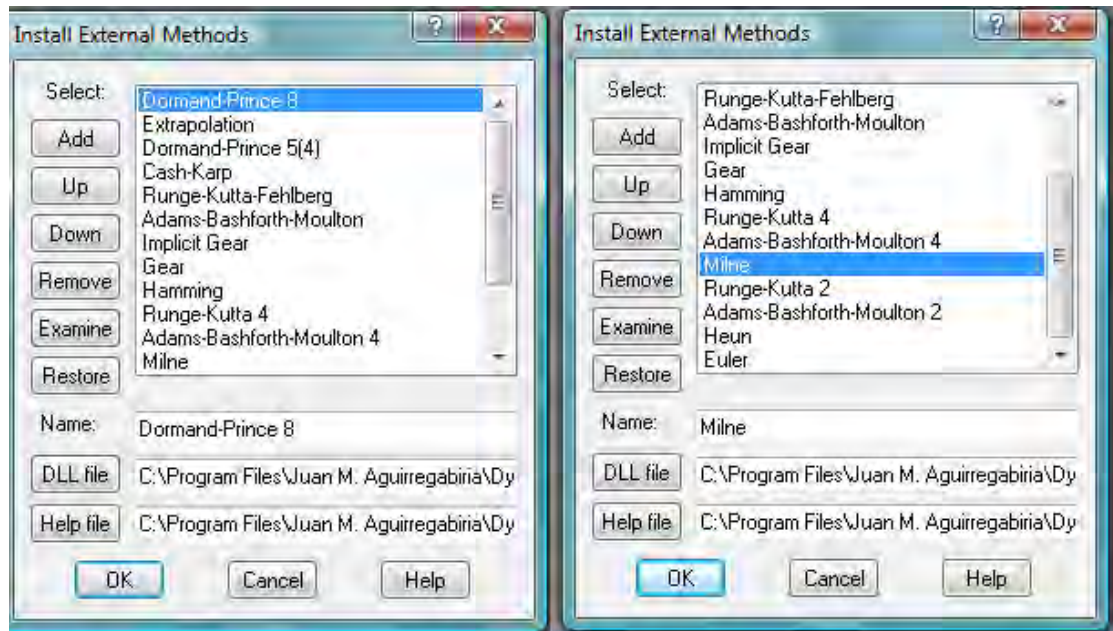 Install External Methods
Select:
Dormand-Prince 8
Extrapolation
Dormand-Prince 5(4)
Cash-Karp
Runge-Kutta-Fehlberg
Adams-Bashforth-Moulton
Implicit Gear
Gear
Hamming
Runge-Kutta 4
Adams-Bashforth-Moulton 4
Milne
Add
Up
Down
Remove
Examine
Restore
Name:
Dormand-Prince 8
DLL file
C:\Program Files\Juan M. Aguirregabiria\Dy
Help file
C:\Program Files\Juan M. Aguirregabiria\Dy
OK
Cancel
Help
Install External Methods
Select:
Runge-Kutta-Fehlberg
Adams-Bashforth-Moulton
Implicit Gear
Gear
Hamming
Runge-Kutta 4
Adams-Bashforth-Moulton 4
Milne
Runge-Kutta 2
Adams-Bashforth-Moulton 2
Heun
Euler
Add
Up
Down
Remove
Examine
Restore
Name:
Milne
DLL file
C:\Program Files\Juan M. Aguirregabiria\Dy
Help file
C:\Program Files\Juan M. Aguirregabiria\Dy
OK
Cancel
Help